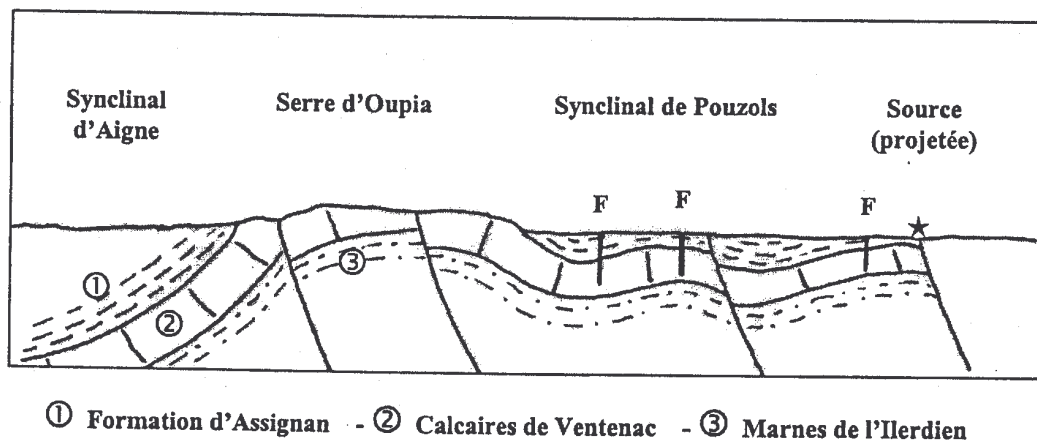 Synclinal d'Aigne
Serre d'Oupia
Synclinal de Pouzols
Source (projetée)
F
F
F
①
②
③
① Formation d'Assignan - ② Calcaires de Ventenac - ③ Marnes de l'Ilerdien